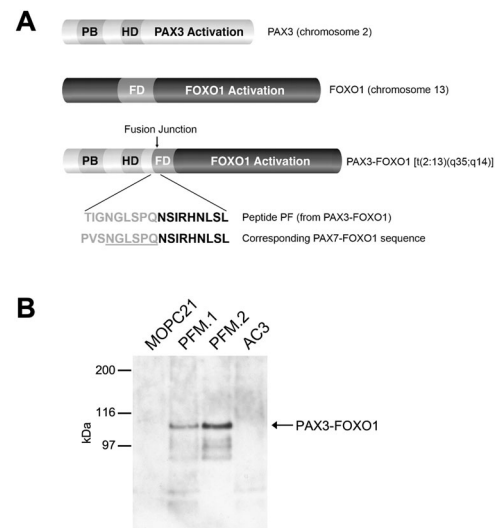 A
PB HD PAX3 Activation PAX3 (chromosome 2)
FD FOXO1 Activation FOXO1 (chromosome 13)
Fusion Junction
PB HD FD FOXO1 Activation PAX3-FOXO1 [t(2:13)(q35;q14)]
TIGNGLSPQNSIRHNLSL Peptide PF (from PAX3-FOXO1)
PVSNGLSPQNSIRHNLSL Corresponding PAX7-FOXO1 sequence
B
MOPC21 PFM.1 PFM.2 AC3
200
116
PAX3-FOXO1
kDa
97